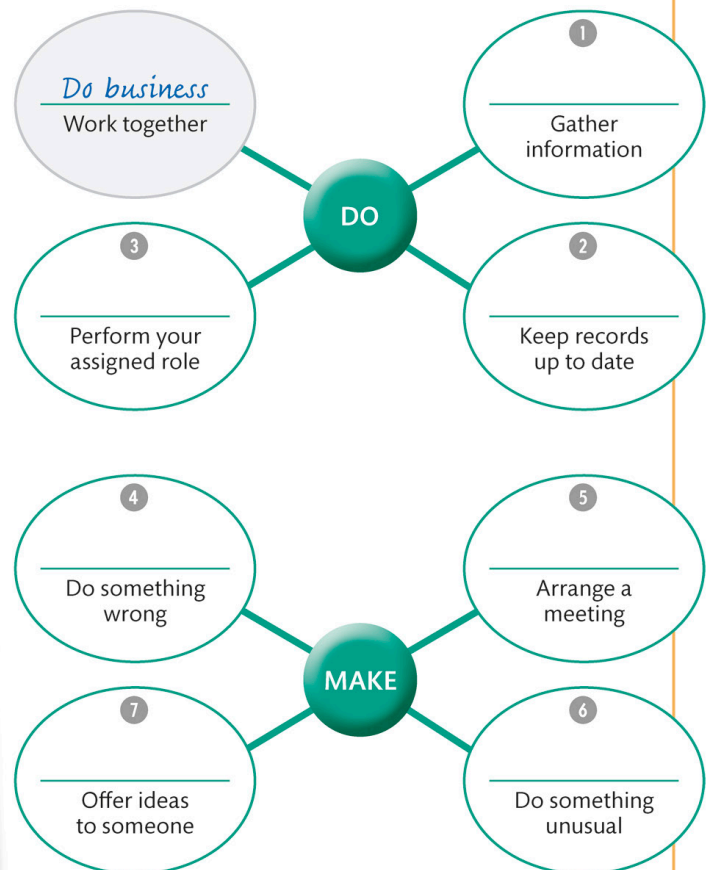 Do business
Work together
1
Gather
information
DO
3
Perform your
assigned role
2
Keep records
up to date
4
Do something
wrong
5
Arrange a
meeting
MAKE
7
Offer ideas
to someone
6
Do something
unusual